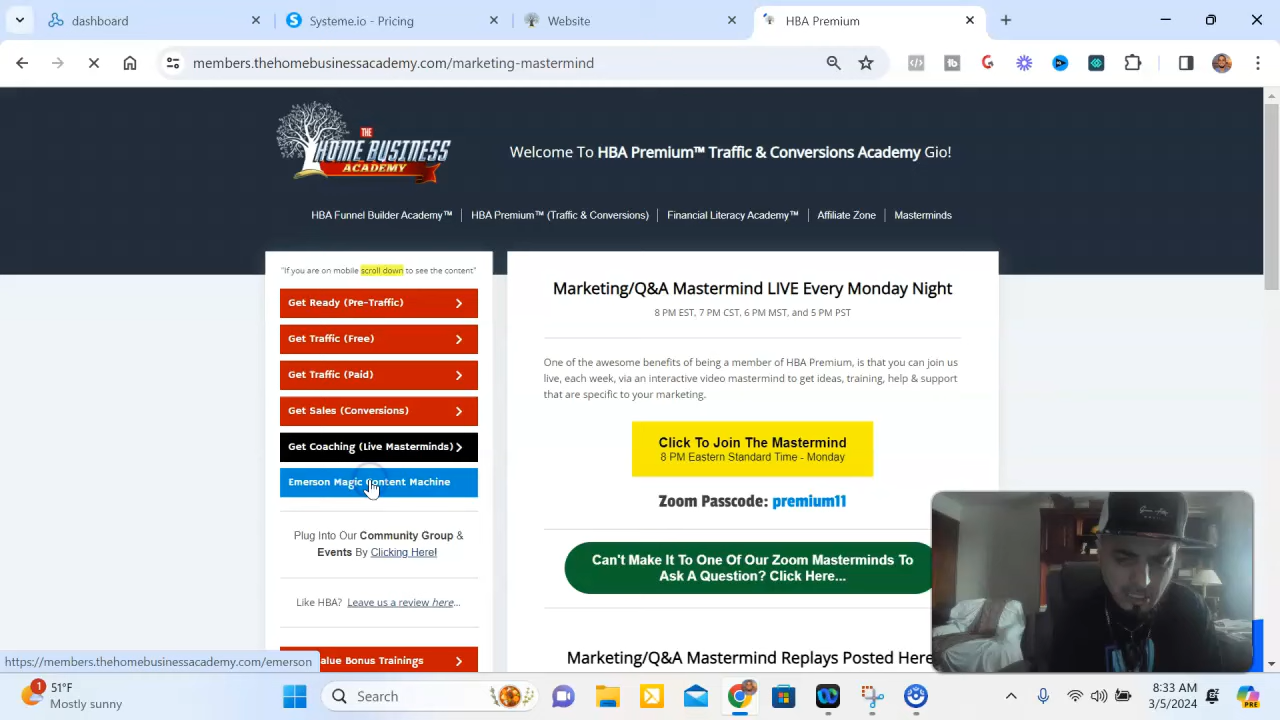 dashboard
Systeme.io - Pricing
Website
HBA Premium
members.thehomebusinessacademy.com/marketing-mastermind
THE
HOME BUSINESS
ACADEMY
Welcome To HBA Premium™ Traffic & Conversions Academy Gio!
HBA Funnel Builder Academy™
HBA Premium™ (Traffic & Conversions)
Financial Literacy Academy™
Affiliate Zone
Masterminds
"If you are on mobile scroll down to see the content"
Get Ready (Pre-Traffic)
Get Traffic (Free)
Get Traffic (Paid)
Get Sales (Conversions)
Get Coaching (Live Masterminds)
Emerson Magic Content Machine
Plug Into Our Community Group &
Events By Clicking Here!
Like HBA? Leave us a review here...
alue Bonus Trainings
Marketing/Q&A Mastermind LIVE Every Monday Night
8 PM EST, 7 PM CST, 6 PM MST, and 5 PM PST
One of the awesome benefits of being a member of HBA Premium, is that you can join us
live, each week, via an interactive video mastermind to get ideas, training, help & support
that are specific to your marketing.
Click To Join The Mastermind
8 PM Eastern Standard Time - Monday
Zoom Passcode: premium11
Can't Make It To One Of Our Zoom Masterminds To
Ask A Question? Click Here...
Marketing/Q&A Mastermind Replays Posted Here
https://members.thehomebusinessacademy.com/emerson
1
51°F
Mostly sunny
Search
8:33 AM
3/5/2024
PRE